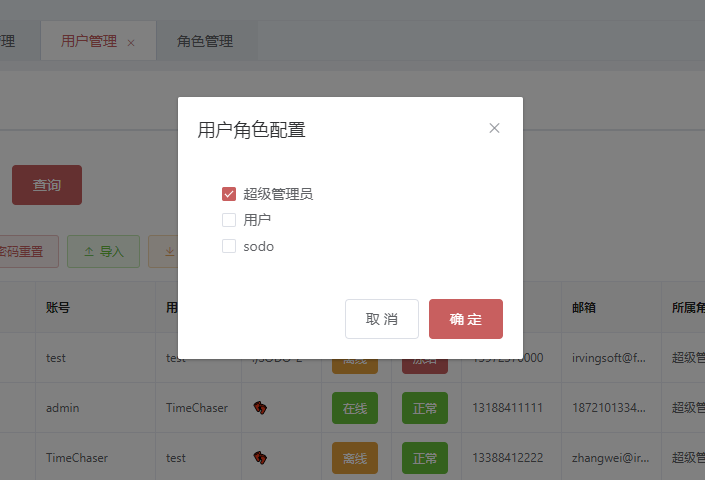 管理 用户管理 × 角色管理
用户角色配置 ×
查询
超级管理员
用户
sodo
密码重置 导入
取 消 确 定
账号 用 邮箱 所属角
test test irvingsoft@f... 超级管
admin TimeChaser 在线 正常 13188411111 1872101334... 超级管
TimeChaser test 离线 正常 13388412222 zhangwei@ir... 超级管